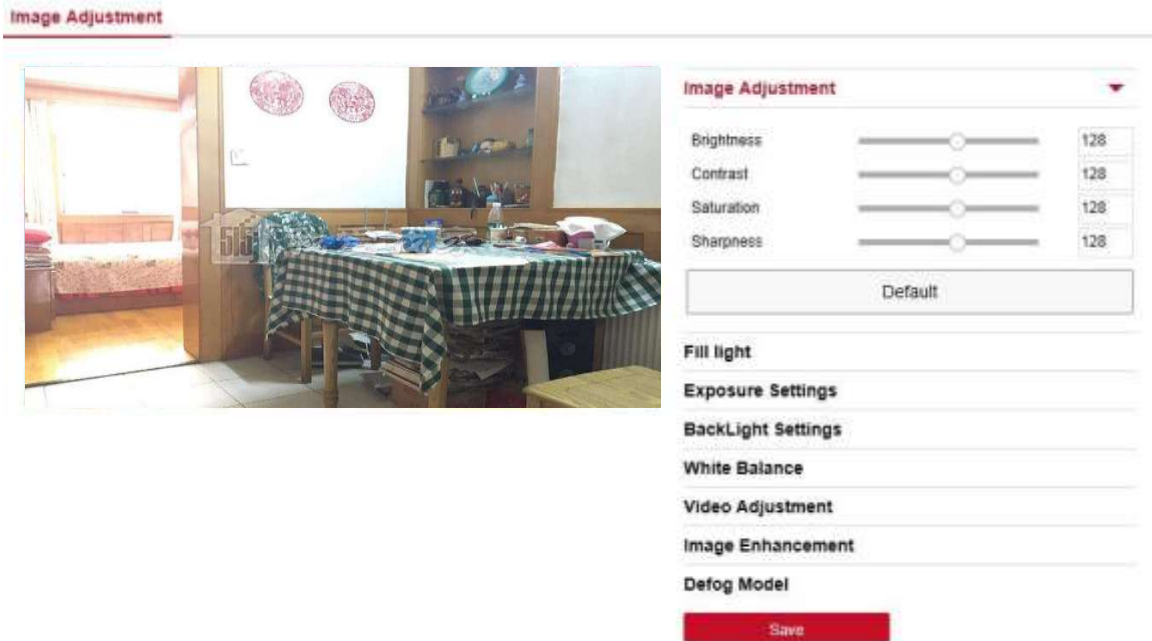 Image Adjustment
Image Adjustment
Brightness 128
Contrast 128
Saturation 128
Sharpness 128
Default
Fill light
Exposure Settings
BackLight Settings
White Balance
Video Adjustment
Image Enhancement
Defog Model
Save